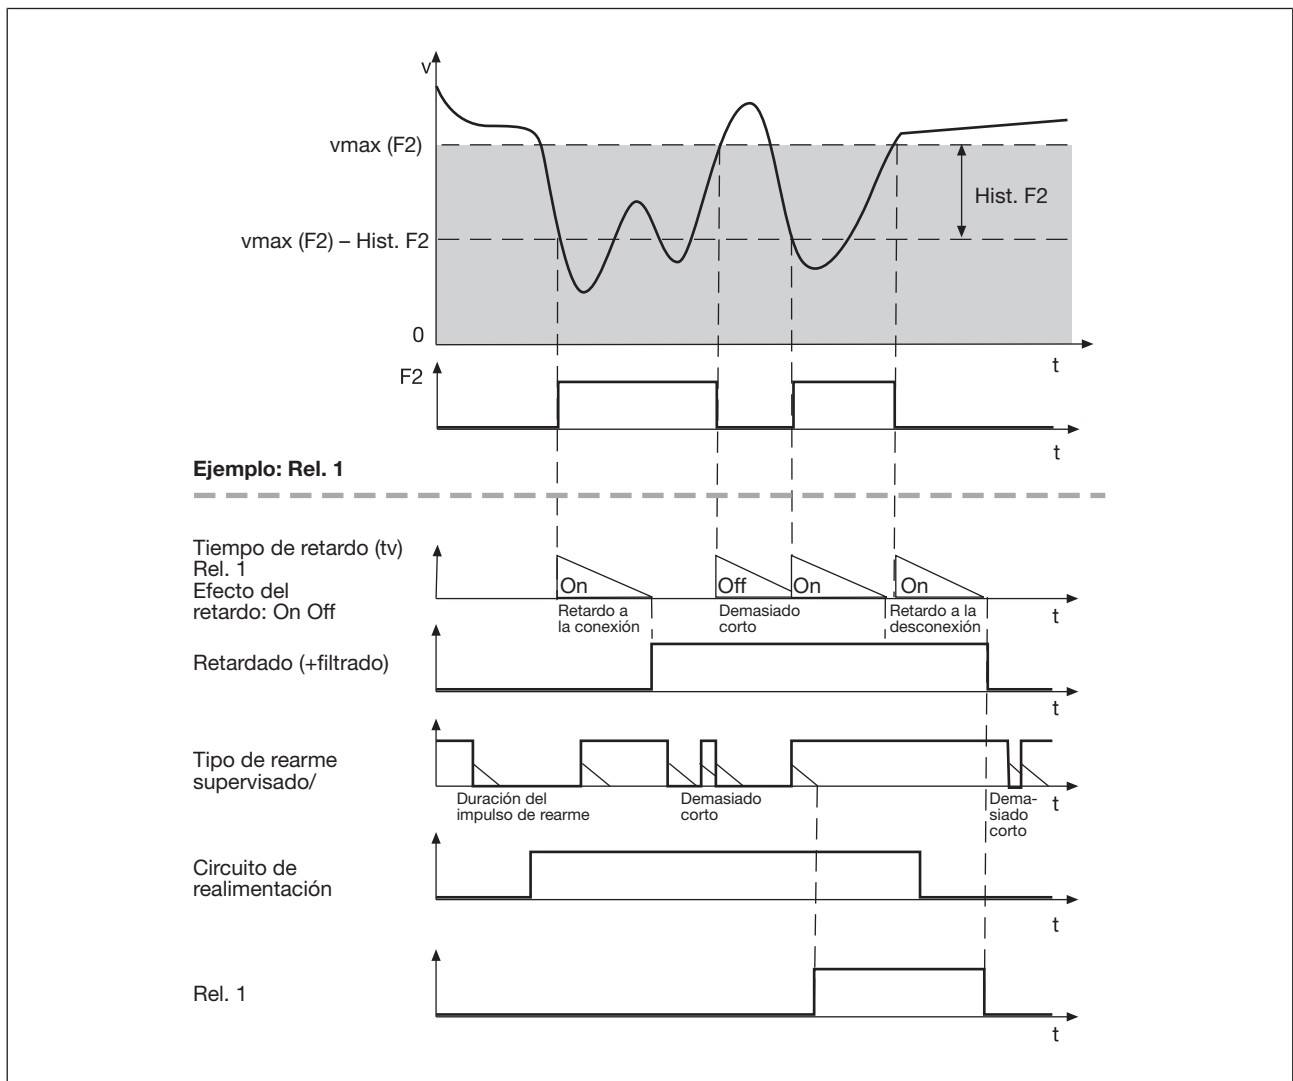 v
vmax (F2)
Hist. F2
vmax (F2) – Hist. F2
0
t
F2
t
Ejemplo: Rel. 1
Tiempo de retardo (tv)
Rel. 1
Efecto del
retardo: On Off
On
Off
On
On
Retardo a
la conexión
Demasiado
corto
Retardo a la
desconexión
t
Retardado (+filtrado)
t
Tipo de rearme
supervisado/
Duración del
impulso de rearme
Demasiado
corto
Dema-
siado
corto
t
Circuito de
realimentación
t
Rel. 1
t